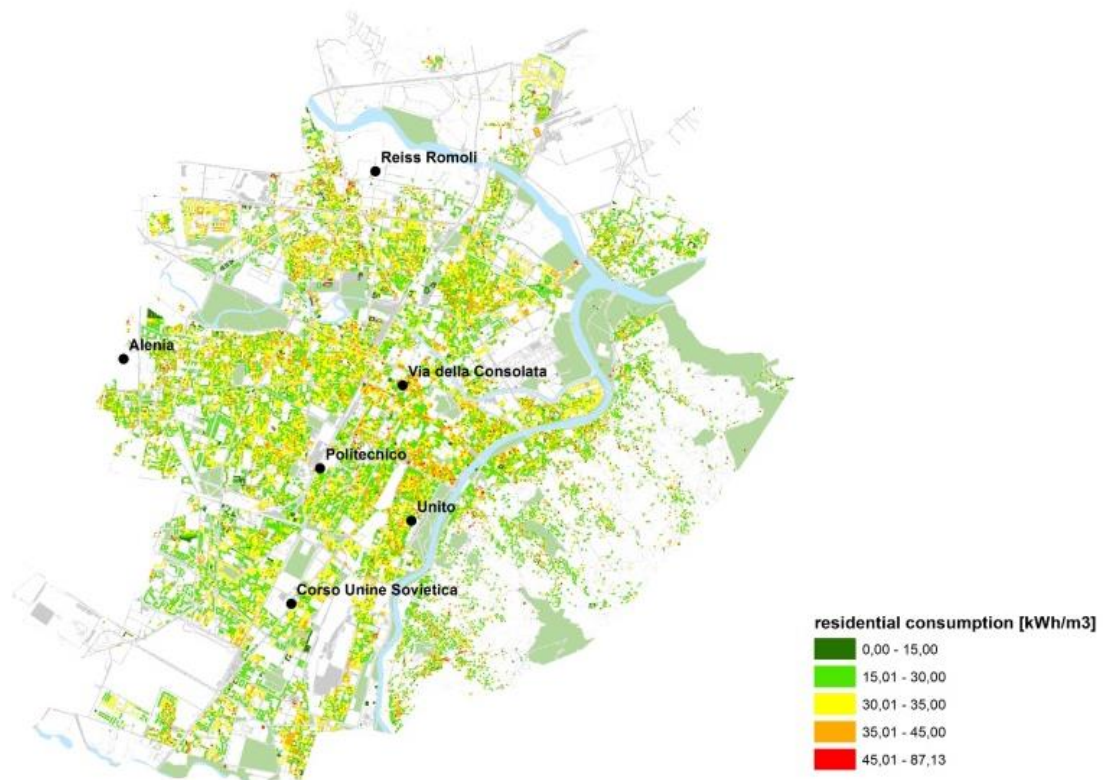 Reiss Romoli
Alenia
Via della Consolata
Politecnico
Unito
Corso Unine Sovietica
residential consumption [kWh/m3]
0,00 - 15,00
15,01 - 30,00
30,01 - 35,00
35,01 - 45,00
45,01 - 87,13